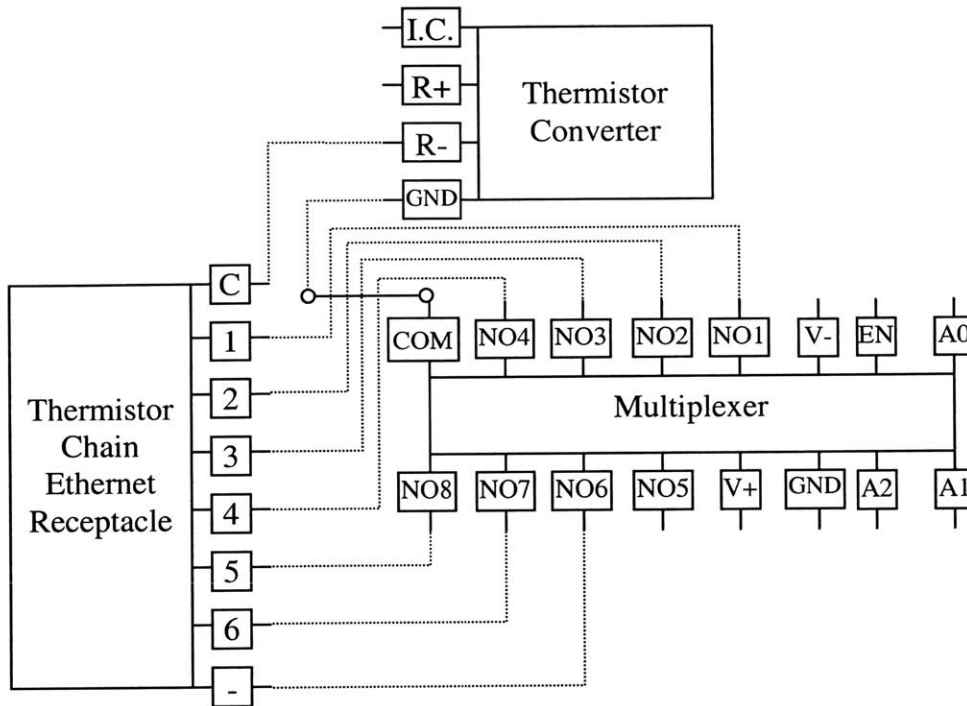 I.C.
R+
R-
GND
Thermistor
Converter
C
1
2
3
4
5
6
-
Thermistor
Chain
Ethernet
Receptacle
COM
NO4
NO3
NO2
NO1
V-
EN
A0
Multiplexer
NO8
NO7
NO6
NO5
V+
GND
A2
A1